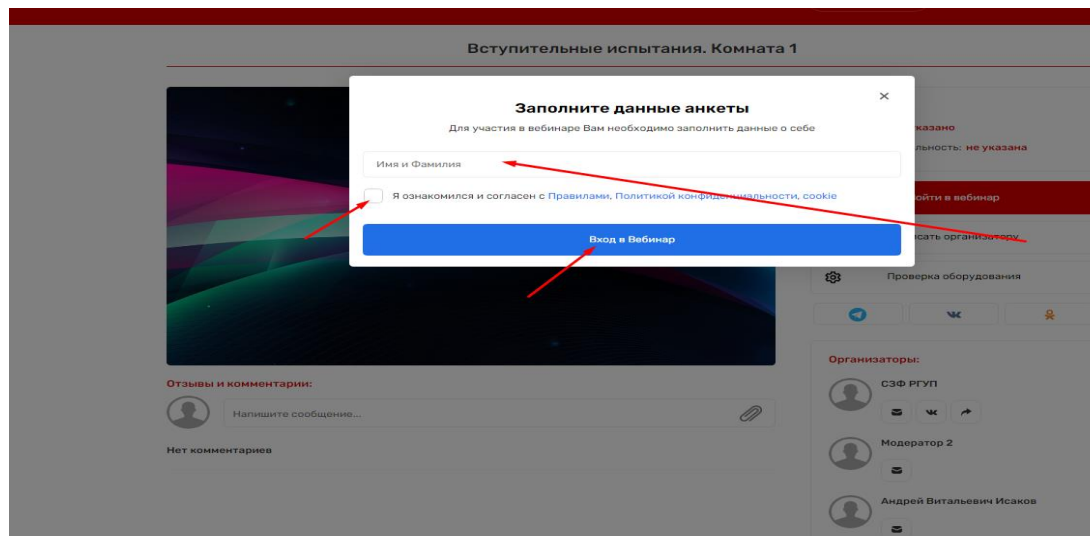 Вступительные испытания. Комната 1
Заполните данные анкеты
Для участия в вебинаре Вам необходимо заполнить данные о себе
Имя и Фамилия
Я ознакомился и согласен с Правилами, Политикой конфиденциальности, cookie
Вход в Вебинар
казано
льность: не указана
ойти в вебинар
сать организатору
Проверка оборудования
Организаторы:
СЗФ РГУП
Модератор 2
Андрей Витальевич Исаков
Отзывы и комментарии:
Напишите сообщение...
Нет комментариев